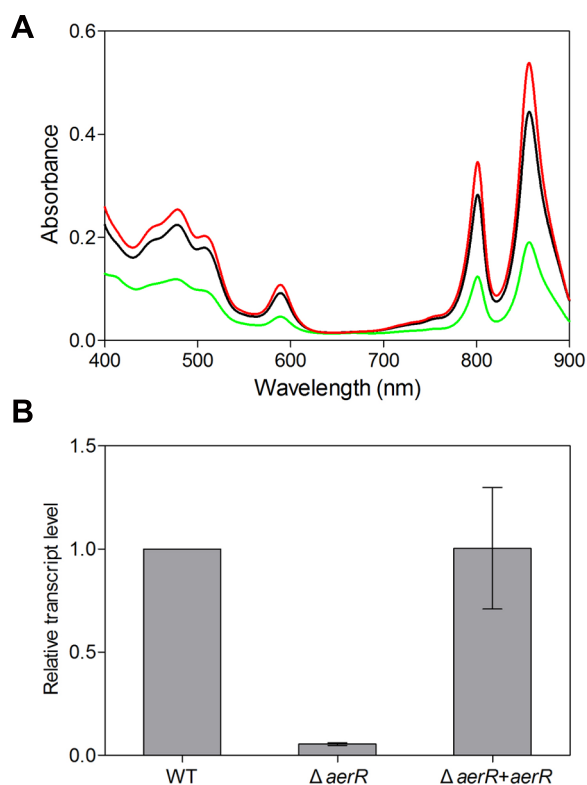 A
0.6
0.4
0.2
0.0
Absorbance
400 500 600 700 800 900
Wavelength (nm)
B
1.5
1.0
0.5
0.0
Relative transcript level
WT Δaer​R ΔaerR+aerR